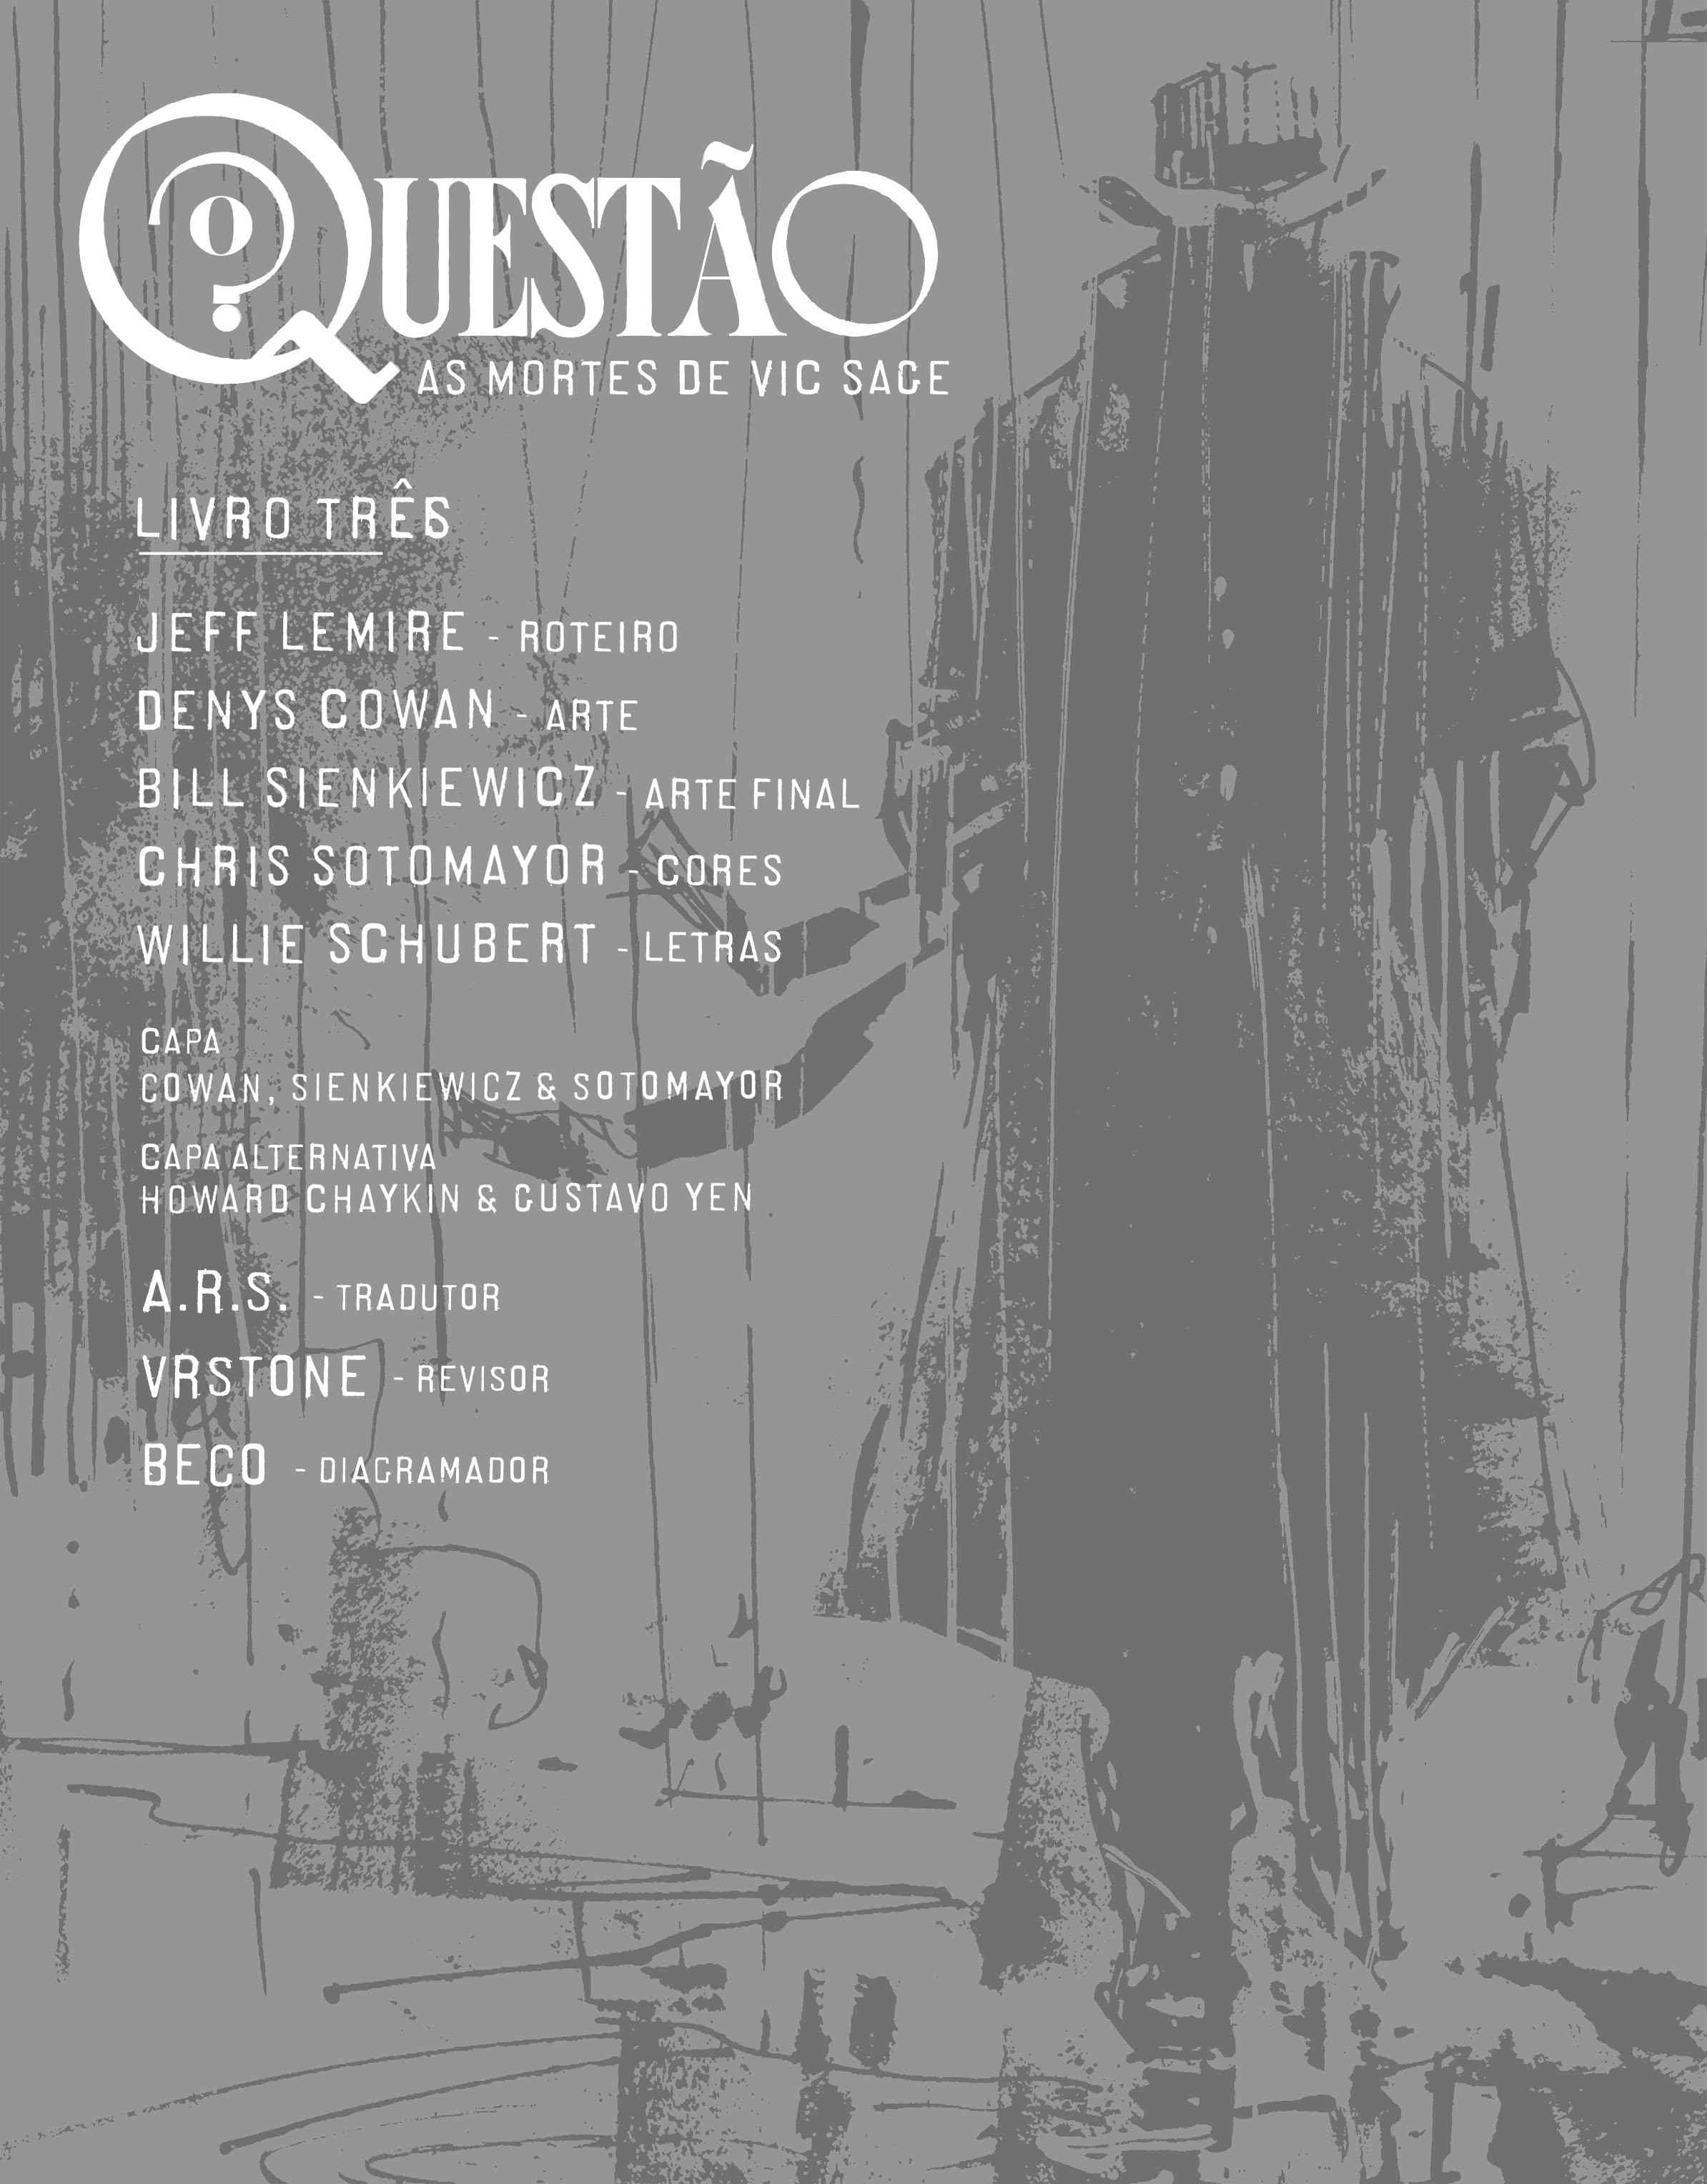 O QUESTÃO
AS MORTES DE VIC SAGE
LIVRO TRÊS
JEFF LEMIRE - ROTEIRO
DENYS COWAN - ARTE
BILL SIENKIEWICZ - ARTE FINAL
CHRIS SOTOMAYOR - CORES
WILLIE SCHUBERT - LETRAS
CAPA
COWAN, SIENKIEWICZ & SOTOMAYOR
CAPA ALTERNATIVA
HOWARD CHAYKIN & GUSTAVO YEN
A.R.S. - TRADUTOR
VRSTONE - REVISOR
BECO - DIAGRAMADOR